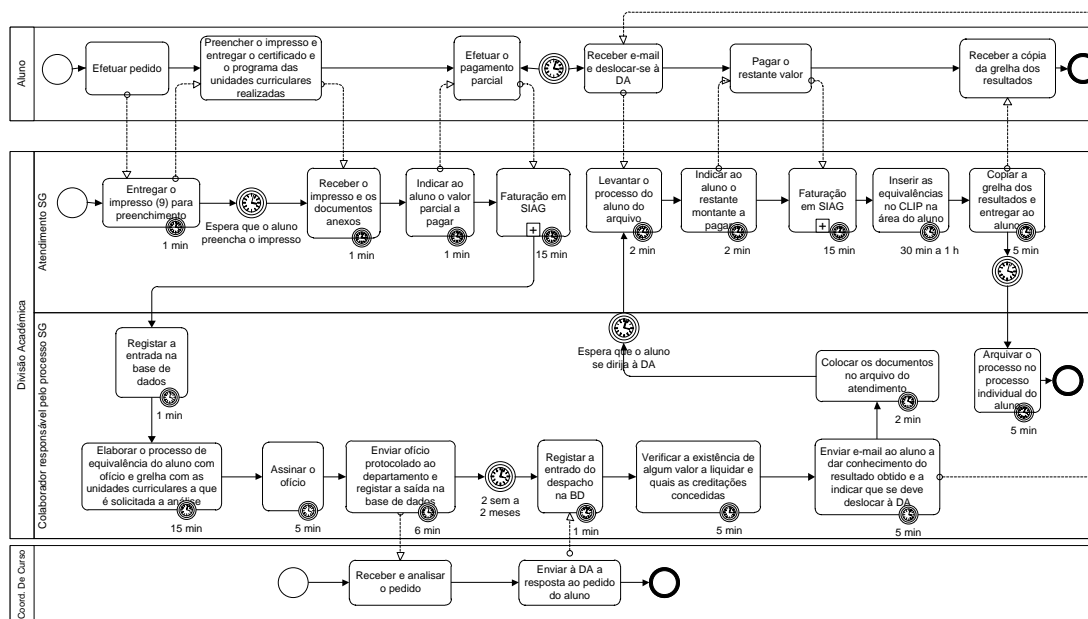 Aluno
Efetuar pedido
Preencher o impresso e
entregar o certificado e
o programa das
unidades curriculares
realizadas
Efetuar o
pagamento
parcial
Receber e-mail e
deslocar-se à
DA
Pagar o
restante valor
Receber a cópia
da grelha dos
resultados
Divisão Académica
Atendimento SG
Entregar o
impresso (9) para
preenchimento
1 min
Espera que o aluno
preencha o impresso
Receber o
impresso e os
documentos
anexos
1 min
Indicar ao
aluno o valor
parcial a
pagar
1 min
Faturação em
SIAG
15 min
Levantar o
processo do
aluno do
arquivo
2 min
Indicar ao
aluno o
restante
montante a
pagar
2 min
Faturação
em SIAG
15 min
Inserir as
equivalências
no CLIP na
área do aluno
30 min a 1 h
Copiar a
grelha dos
resultados e
entregar ao
aluno
5 min
Colaborador responsável pelo processo SG
Registar a
entrada na
base de
dados
1 min
Espera que o aluno
se dirija à DA
Colocar os documentos
no arquivo do
atendimento
2 min
Arquivar o
processo no
processo
individual do
aluno
5 min
Elaborar o processo de
equivalência do aluno com
ofício e grelha com as
unidades curriculares a que
é solicitada a análise
15 min
Assinar o
ofício
5 min
Enviar ofício
protocolado ao
departamento e
registar a saída na
base de dados
6 min
2 sem a
2 meses
Registar a
entrado do
despacho na
BD
1 min
Verificar a existência de
algum valor a liquidar e
quais as creditações
concedidas
5 min
Enviar e-mail ao aluno a
dar conhecimento do
resultado obtido e a
indicar que se deve
deslocar à DA
5 min
Coord. De Curso
Receber e analisar
o pedido
Enviar à DA a
resposta ao pedido
do aluno